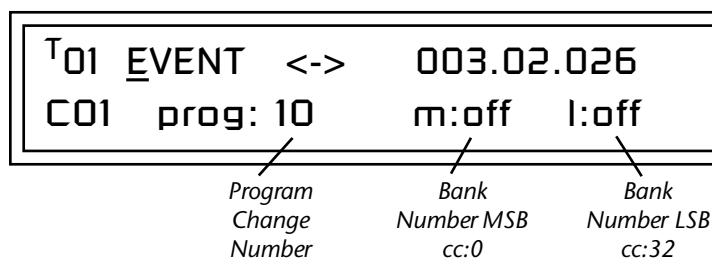 T01 EVENT <-> 003.02.026
C01 prog: 10 m:off l:off
Program Change Number
Bank Number MSB cc:0
Bank Number LSB cc:32